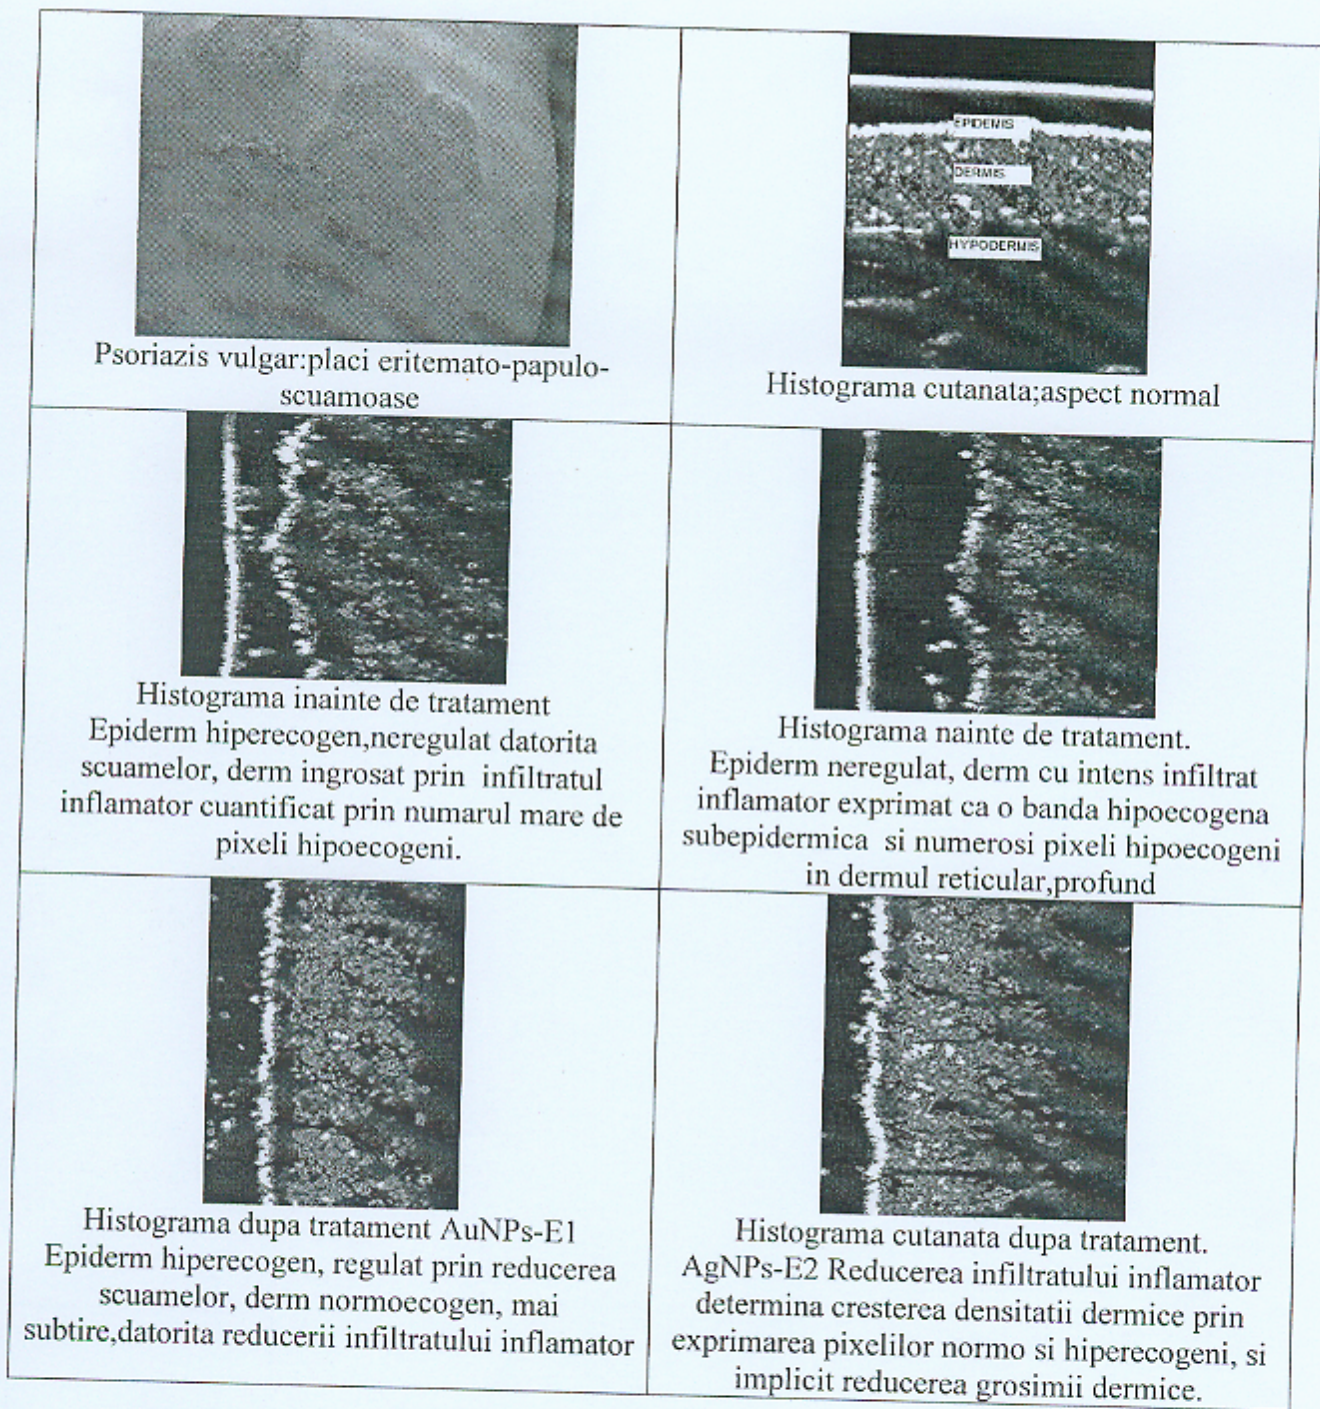 Psoriazis vulgar:placi eritemato-papulo-
scuamoase
EPIDEMIS
DERMIS
HYPODERMIS
Histograma cutanata;aspect normal
Histograma inainte de tratament
Epiderm hiperecogen,neregulat datorita
scuamelor, derm ingrosat prin infiltratul
inflamator cuantificat prin numarul mare de
pixeli hipoecogeni.
Histograma nainte de tratament.
Epiderm neregulat, derm cu intens infiltrat
inflamator exprimat ca o banda hipoecogena
subepidermica si numerosi pixeli hipoecogeni
in dermul reticular,profund
Histograma dupa tratament AuNPs-E1
Epiderm hiperecogen, regulat prin reducerea
scuamelor, derm normoecogen, mai
subtire,datorita reducerii infiltratului inflamator
Histograma cutanata dupa tratament.
AgNPs-E2 Reducerea infiltratului inflamator
determina cresterea densitatii dermice prin
exprimarea pixelilor normo si hiperecogeni, si
implicit reducerea grosimii dermice.